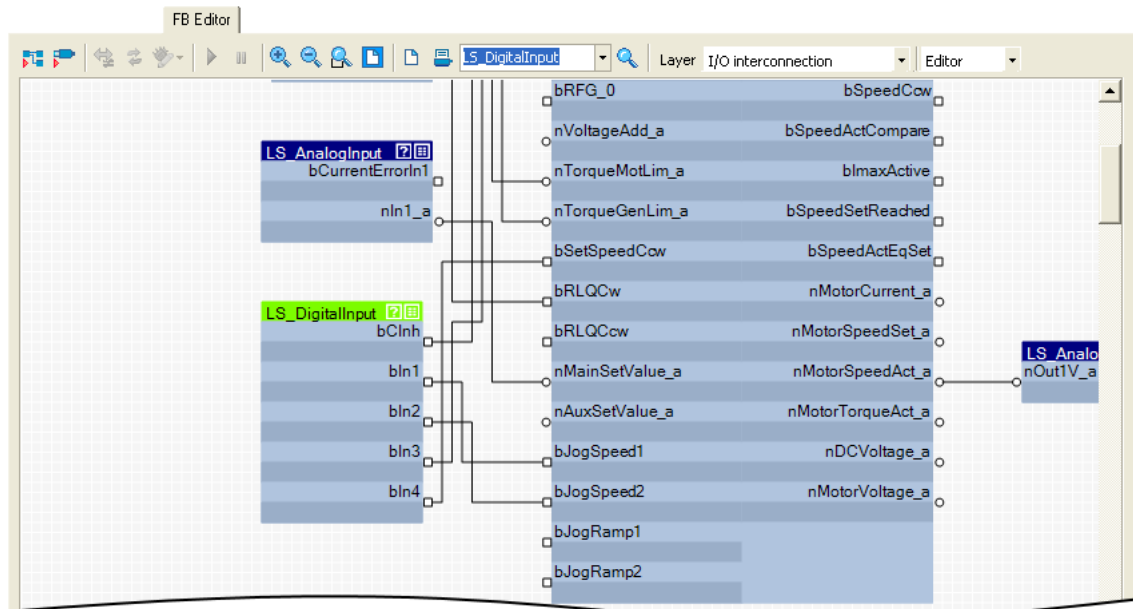 FB Editor
LS_DigitalInput
Layer I/O interconnection
Editor
LS_AnalogInput
bCurrentErrorIn1
nIn1_a
LS_DigitalInput
bCInh
bIn1
bIn2
bIn3
bIn4
bRFG_0 bSpeedCcw
nVoltageAdd_a bSpeedActCompare
nTorqueMotLim_a bImaxActive
nTorqueGenLim_a bSpeedSetReached
bSetSpeedCcw bSpeedActEqSet
bRLQCw nMotorCurrent_a
bRLQCcw nMotorSpeedSet_a
nMainSetValue_a nMotorSpeedAct_a
nAuxSetValue_a nMotorTorqueAct_a
bJogSpeed1 nDCVoltage_a
bJogSpeed2 nMotorVoltage_a
bJogRamp1
bJogRamp2
LS_Analo
nOut1V_a